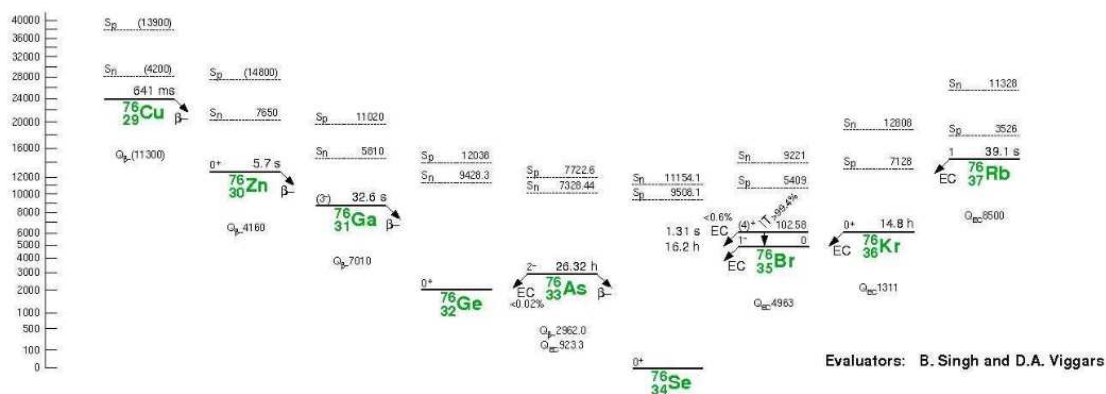 40000
36000
32000
28000
24000
20000
16000
12000
10000
8000
7000
6000
5000
4000
3000
2000
1000
500
100
0
Sp (13900)
Sn (4200)
641 ms
76
29 Cu
β−
Qβ−(11300)
Sp (14800)
Sn 7650
0+ 5.7 s
76
30 Zn
β−
Qβ−4160
Sp 11020
Sn 5810
(3-) 32.6 s
76
31 Ga
β−
Qβ−7010
Sp 12038
Sn 9428.3
0+
76
32 Ge
Sp 7722.6
Sn 7328.44
2- 26.32 h
EC
<0.02%
76
33 As
β−
Qβ−2962.0
QEC923.3
Sn 11154.1
Sp 9508.1
0+
76
34 Se
Sn 9221
Sp 5409
<0.6%
EC
IT >99.4%
1.31 s (4)+ 102.58
16.2 h 1- 0
EC
76
35 Br
QEC4963
Sn 12808
Sp 7128
0+ 14.8 h
EC
76
36 Kr
QEC1311
Sn 11328
Sp 3526
1 39.1 s
EC
76
37 Rb
QEC8500
Evaluators: B. Singh and D.A. Viggars